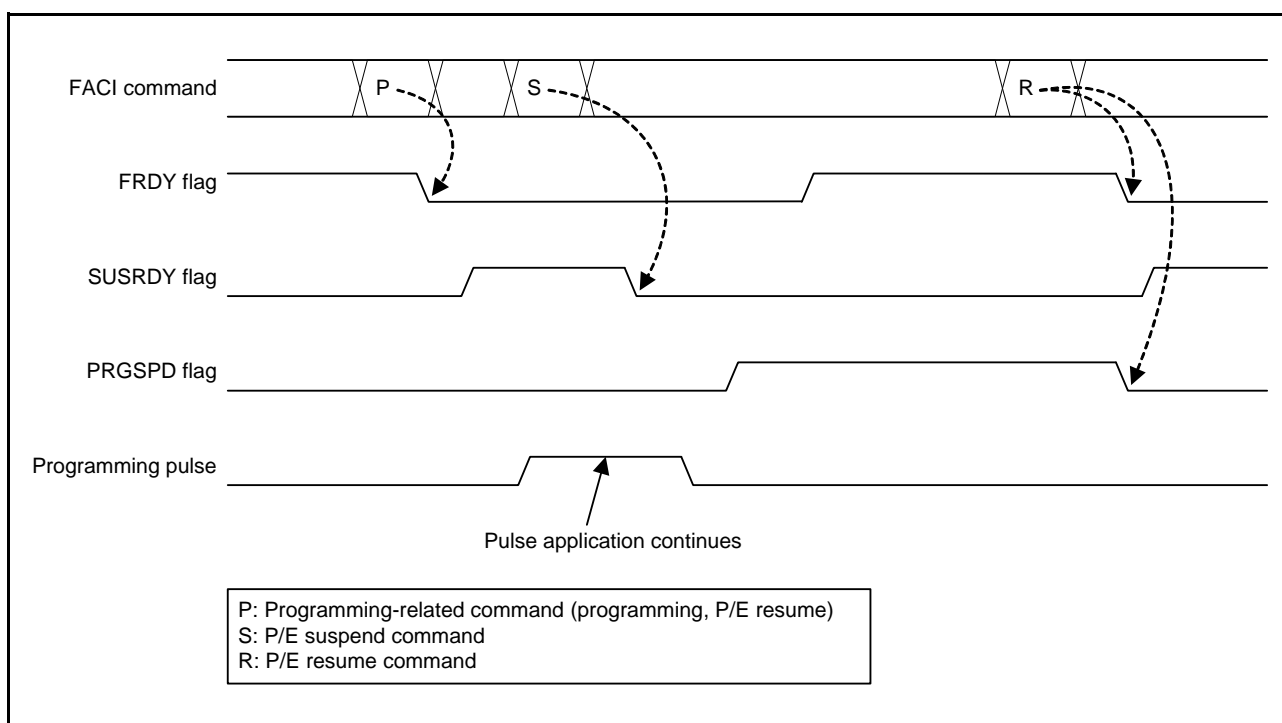 FACI command
P
S
R
FRDY flag
SUSRDY flag
PRGSPD flag
Programming pulse
Pulse application continues
P: Programming-related command (programming, P/E resume)
S: P/E suspend command
R: P/E resume command